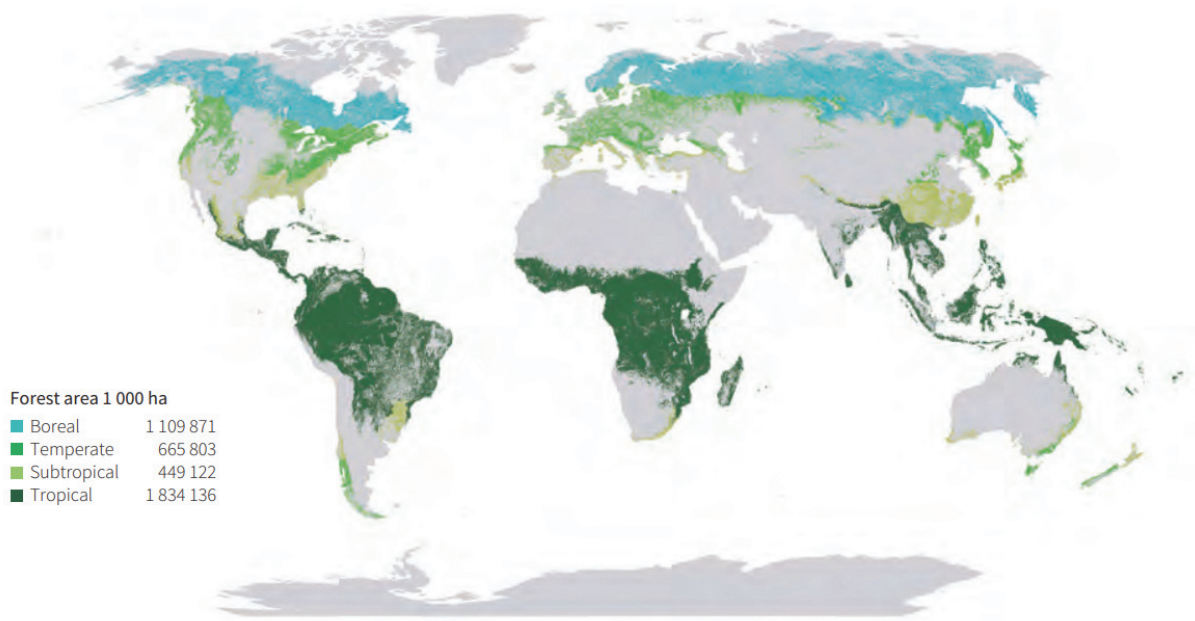 Forest area 1 000 ha
Boreal 1 109 871
Temperate 665 803
Subtropical 449 122
Tropical 1 834 136